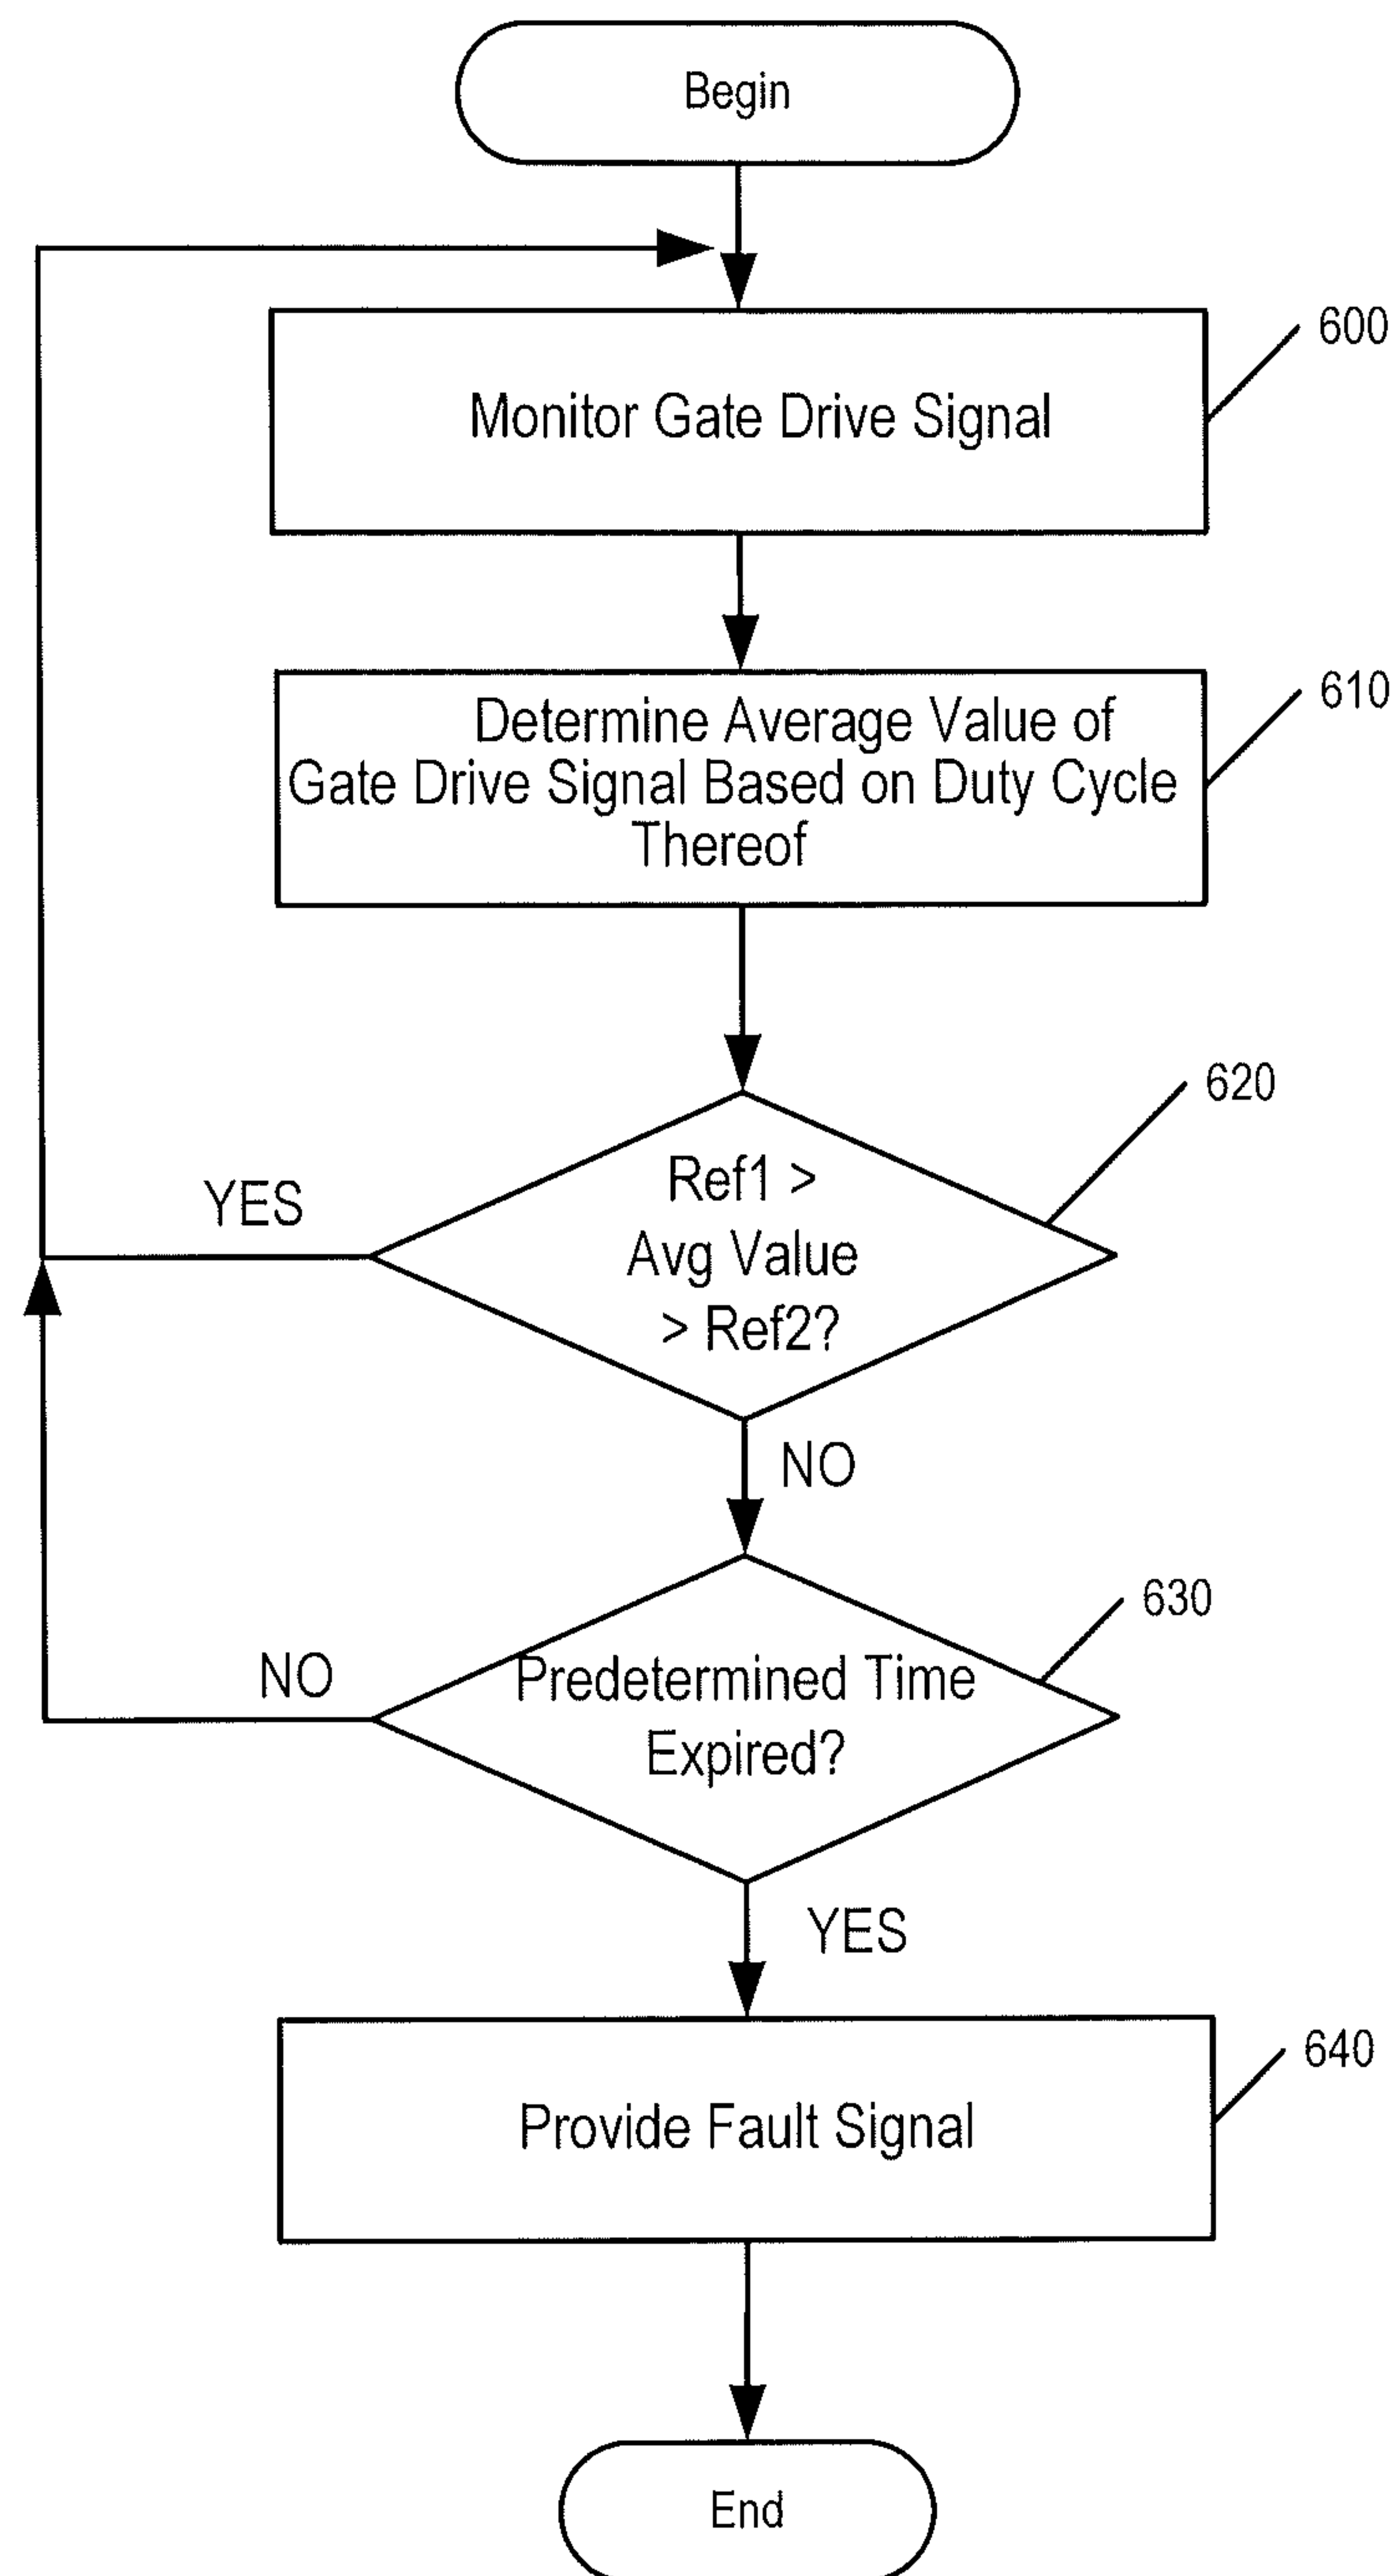 Begin
600
Monitor Gate Drive Signal
610
Determine Average Value of
Gate Drive Signal Based on Duty Cycle
Thereof
620
Ref1 >
YES
Avg Value
> Ref2?
NO
630
NO
Predetermined Time
Expired?
YES
640
Provide Fault Signal
End